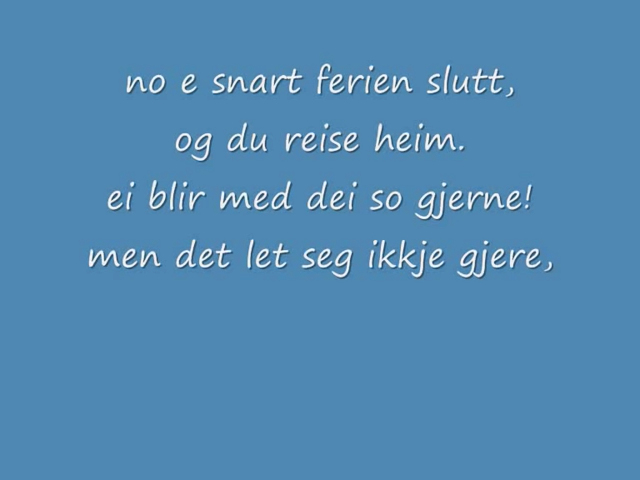 no e snart ferien slutt,
og du reise heim.
ei blir med dei so gjerne!
men det let seg ikkje gjere,